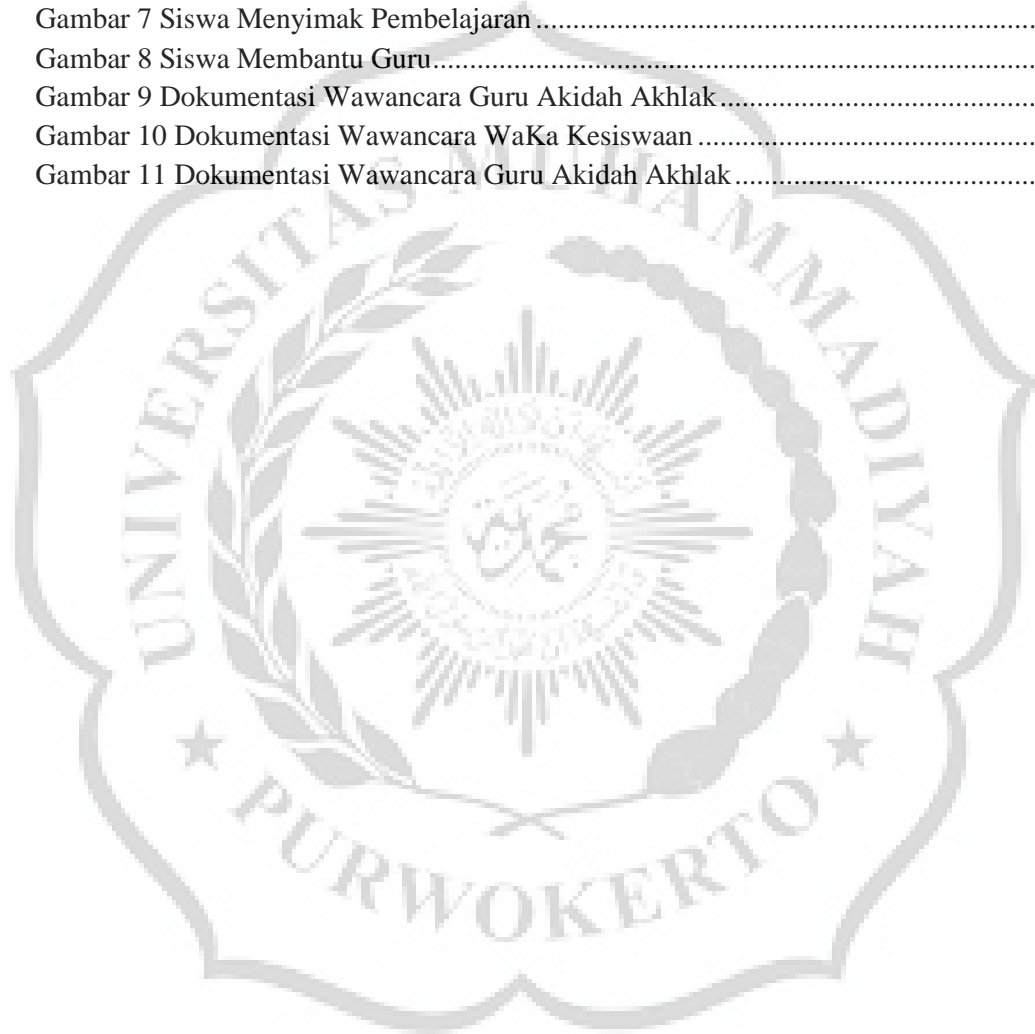 Gambar 7 Siswa Menyimak Pembelajaran ................................................................
Gambar 8 Siswa Membantu Guru ................................................................
Gambar 9 Dokumentasi Wawancara Guru Akidah Akhlak ................................................................
Gambar 10 Dokumentasi Wawancara WaKa Kesiswaan ................................................................
Gambar 11 Dokumentasi Wawancara Guru Akidah Akhlak ................................................................
UNIVERSITAS MUHAMMADIYAH
★ PURWOKERTO ★